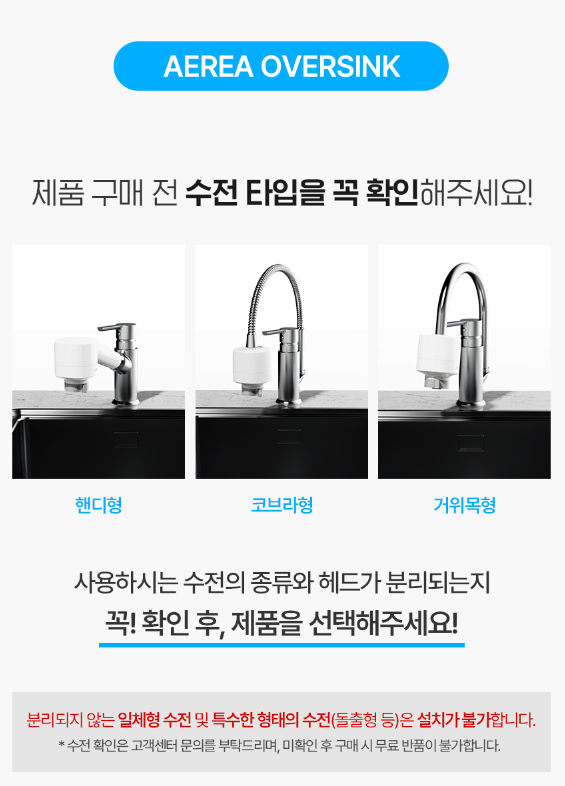 AEREA OVERSINK
제품 구매 전 수전 타입을 꼭 확인해주세요!
핸디형
코브라형
거위목형
사용하시는 수전의 종류와 헤드가 분리되는지
꼭! 확인 후, 제품을 선택해주세요!
분리되지 않는 일체형 수전 및 특수한 형태의 수전(돌출형 등)은 설치가 불가합니다.
* 수전 확인은 고객센터 문의를 부탁드리며, 미확인 후 구매 시 무료 반품이 불가합니다.